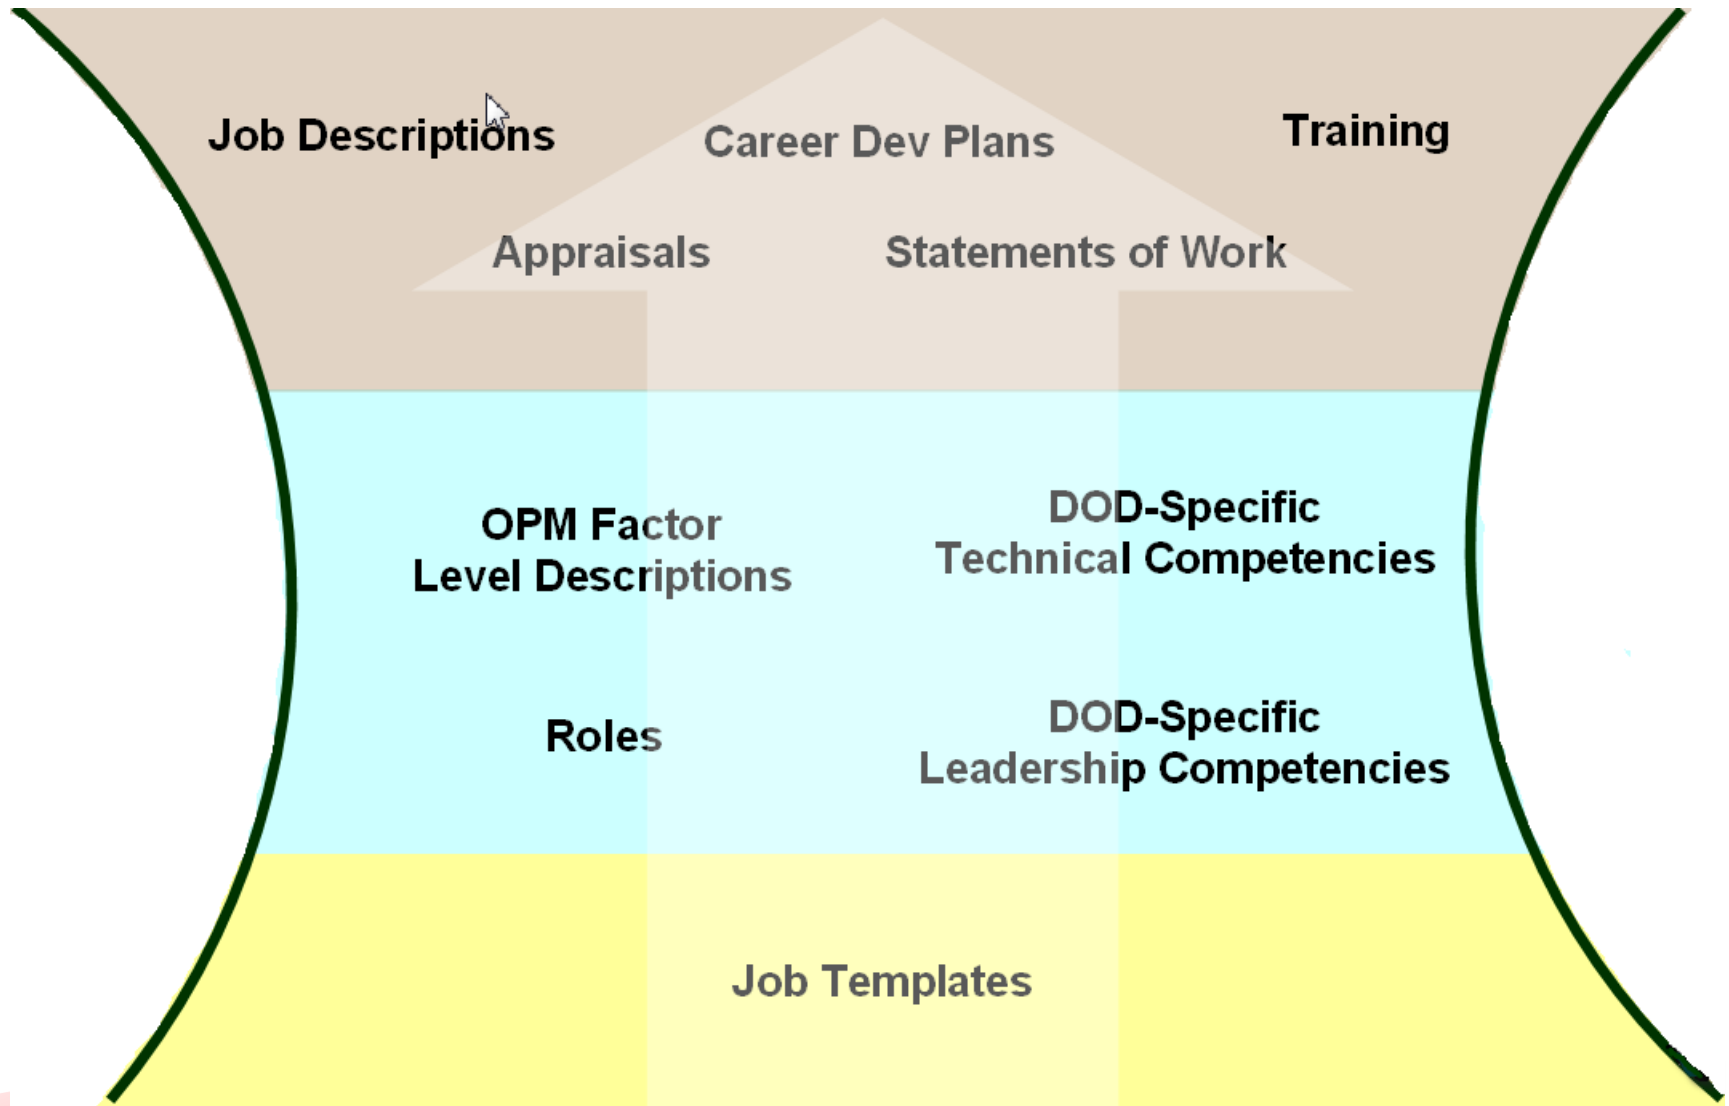 Job Descriptions
Career Dev Plans
Training
Appraisals
Statements of Work
OPM Factor
Level Descriptions
DOD-Specific
Technical Competencies
Roles
DOD-Specific
Leadership Competencies
Job Templates